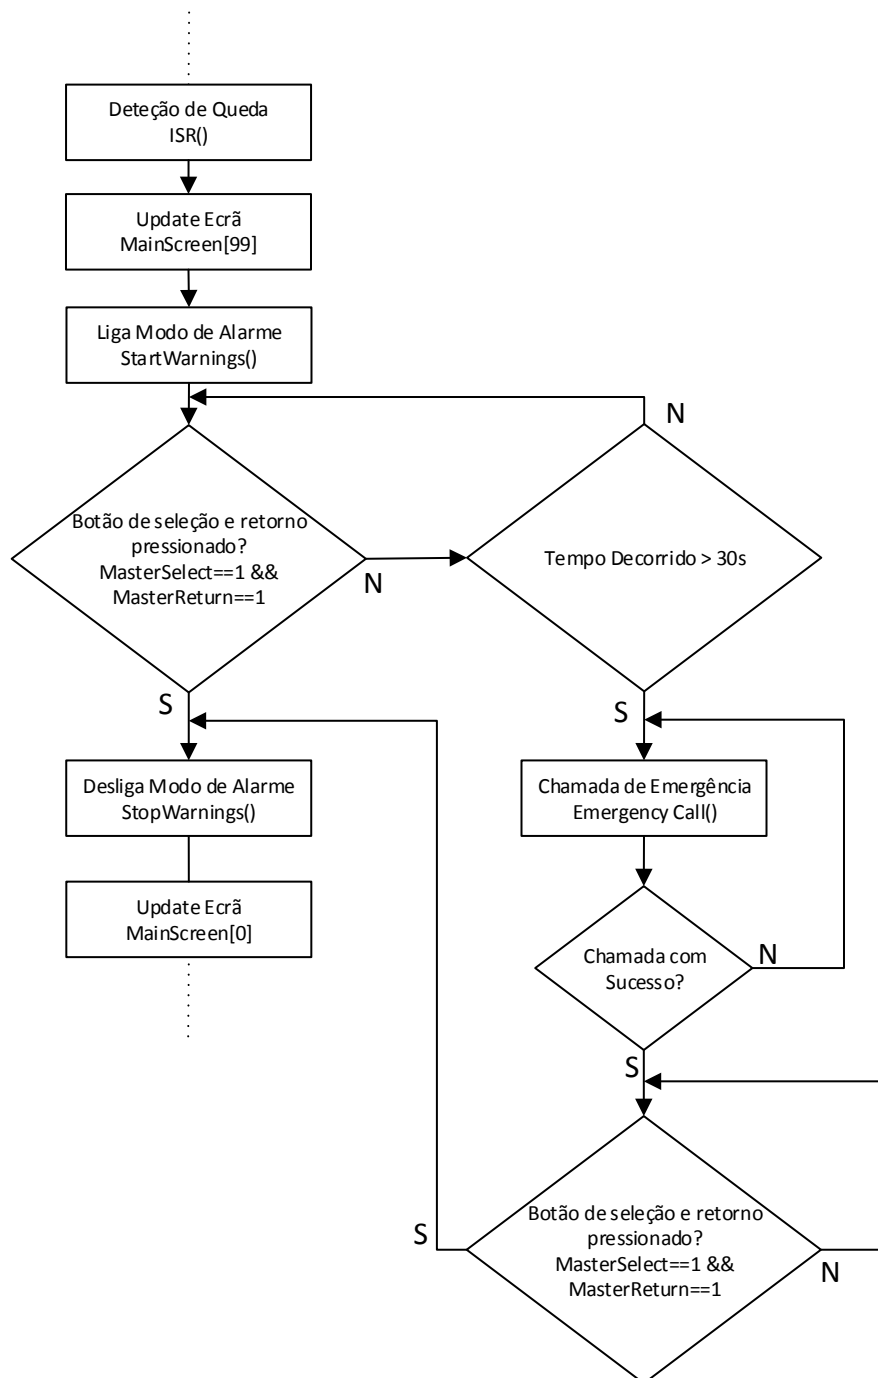 Deteção de Queda
ISR()
Update Ecrã
MainScreen[99]
Liga Modo de Alarme
StartWarnings()
N
Botão de seleção e retorno
pressionado?
MasterSelect==1 &&
MasterReturn==1
N
Tempo Decorrido > 30s
S
S
Desliga Modo de Alarme
StopWarnings()
Chamada de Emergência
Emergency Call()
Update Ecrã
MainScreen[0]
Chamada com
Sucesso?
N
S
S
Botão de seleção e retorno
pressionado?
MasterSelect==1 &&
MasterReturn==1
N